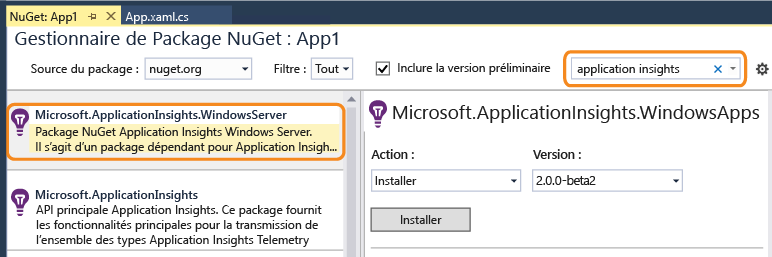 NuGet: App1
App.xaml.cs
Gestionnaire de Package NuGet : App1
Source du package : nuget.org Filtre : Tout Inclure la version préliminaire application insights
Microsoft.ApplicationInsights.WindowsServer
Package NuGet Application Insights Windows Server.
Il s'agit d'un package dépendant pour Application Insigh...
Microsoft.ApplicationInsights
API principale Application Insights. Ce package fournit
les fonctionnalités principales pour la transmission de
l'ensemble des types Application Insights Telemetry
Microsoft.ApplicationInsights.WindowsApps
Action : Version :
Installer 2.0.0-beta2
Installer